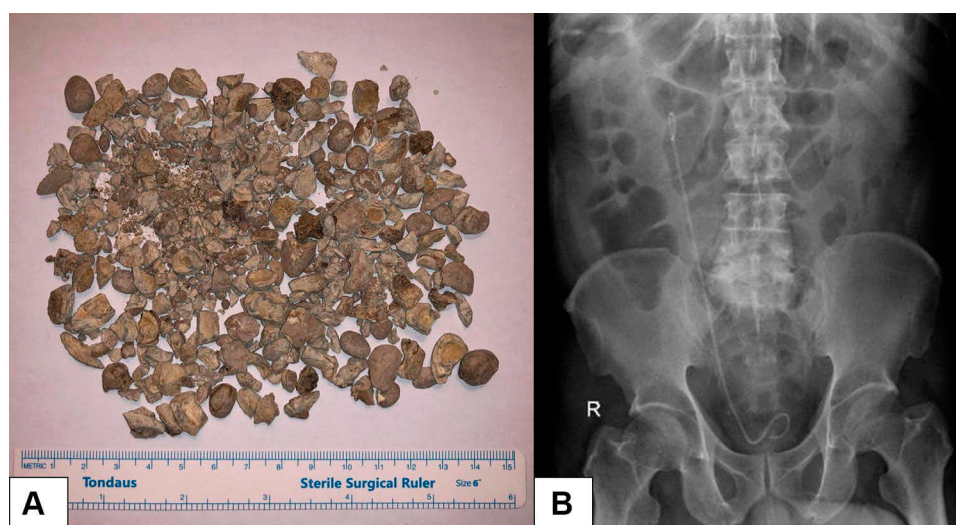 METRIC 1 2 3 4 5 6 7 8 9 10 11 12 13 14 15
Tondaus Sterile Surgical Ruler Size 6"
1 2 3 4 5 6
A
R
B